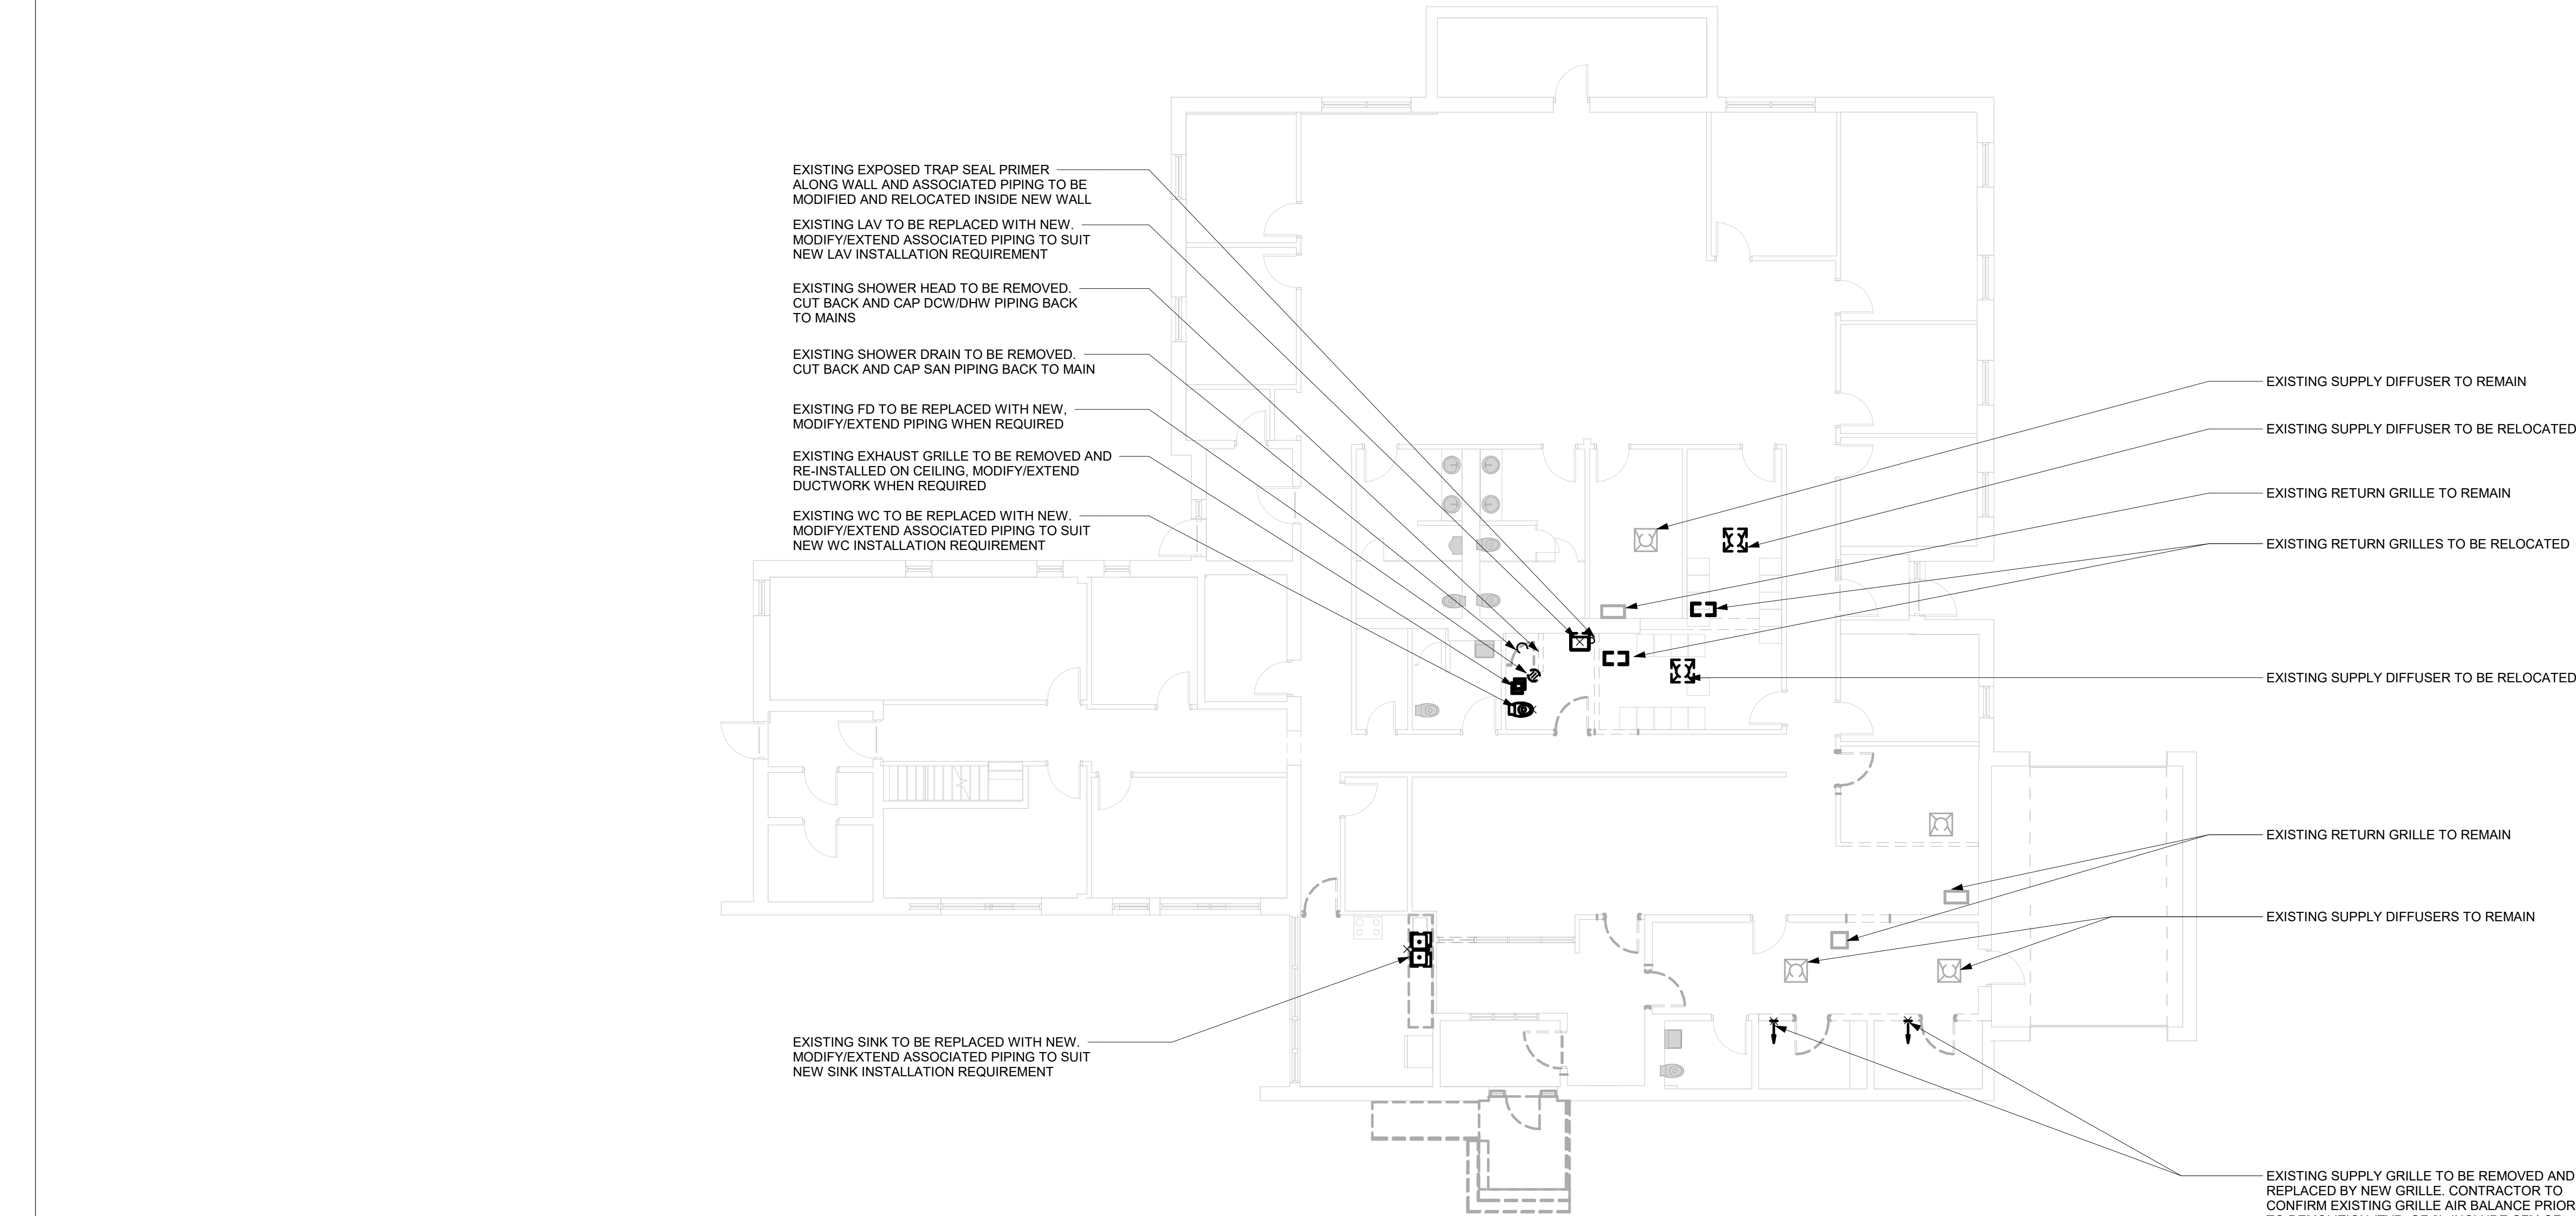 EXISTING EXPOSED TRAP SEAL PRIMER
ALONG WALL AND ASSOCIATED PIPING TO BE
MODIFIED AND RELOCATED INSIDE NEW WALL
EXISTING LAV TO BE REPLACED WITH NEW.
MODIFY/EXTEND ASSOCIATED PIPING TO SUIT
NEW LAV INSTALLATION REQUIREMENT
EXISTING SHOWER HEAD TO BE REMOVED.
CUT BACK AND CAP DCW/DHW PIPING BACK
TO MAINS
EXISTING SHOWER DRAIN TO BE REMOVED.
CUT BACK AND CAP SAN PIPING BACK TO MAIN
EXISTING FD TO BE REPLACED WITH NEW,
MODIFY/EXTEND PIPING WHEN REQUIRED
EXISTING EXHAUST GRILLE TO BE REMOVED AND
RE-INSTALLED ON CEILING, MODIFY/EXTEND
DUCTWORK WHEN REQUIRED
EXISTING WC TO BE REPLACED WITH NEW.
MODIFY/EXTEND ASSOCIATED PIPING TO SUIT
NEW WC INSTALLATION REQUIREMENT
EXISTING SINK TO BE REPLACED WITH NEW.
MODIFY/EXTEND ASSOCIATED PIPING TO SUIT
NEW SINK INSTALLATION REQUIREMENT
EXISTING SUPPLY DIFFUSER TO REMAIN
EXISTING SUPPLY DIFFUSER TO BE RELOCATED
EXISTING RETURN GRILLE TO REMAIN
EXISTING RETURN GRILLES TO BE RELOCATED
EXISTING SUPPLY DIFFUSER TO BE RELOCATED
EXISTING RETURN GRILLE TO REMAIN
EXISTING SUPPLY DIFFUSERS TO REMAIN
EXISTING SUPPLY GRILLE TO BE REMOVED AND
REPLACED BY NEW GRILLE. CONTRACTOR TO
CONFIRM EXISTING GRILLE AIR BALANCE PRIOR